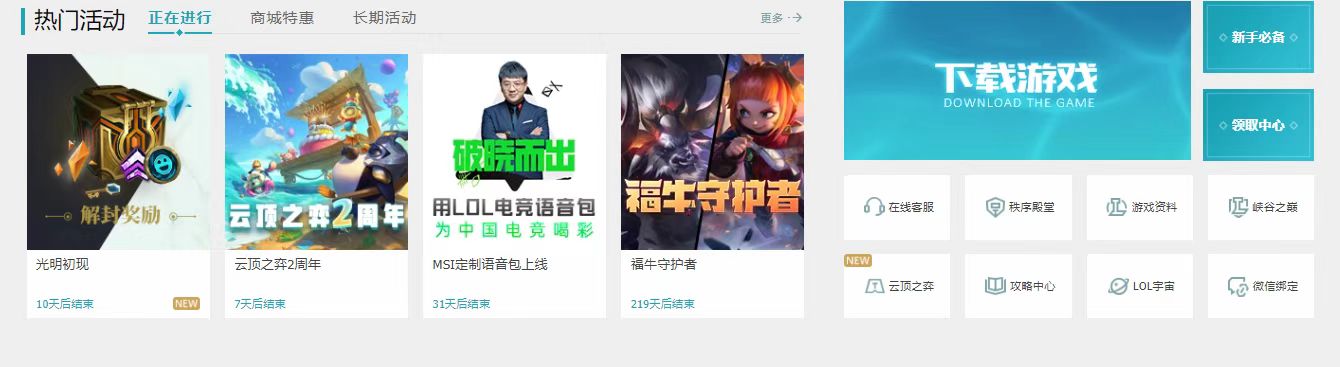 热门活动
正在进行
商城特惠
长期活动
更多
解封奖励
光明初现
10天后结束
NEW
云顶之弈2周年
云顶之弈2周年
7天后结束
破晓而出
用LOL电竞语音包
为中国电竞喝彩
MSI定制语音包上线
31天后结束
福牛守护者
福牛守护者
219天后结束
下载游戏
DOWNLOAD THE GAME
新手必备
领取中心
在线客服
秩序殿堂
游戏资料
峡谷之巅
NEW
云顶之弈
攻略中心
LOL宇宙
微信绑定